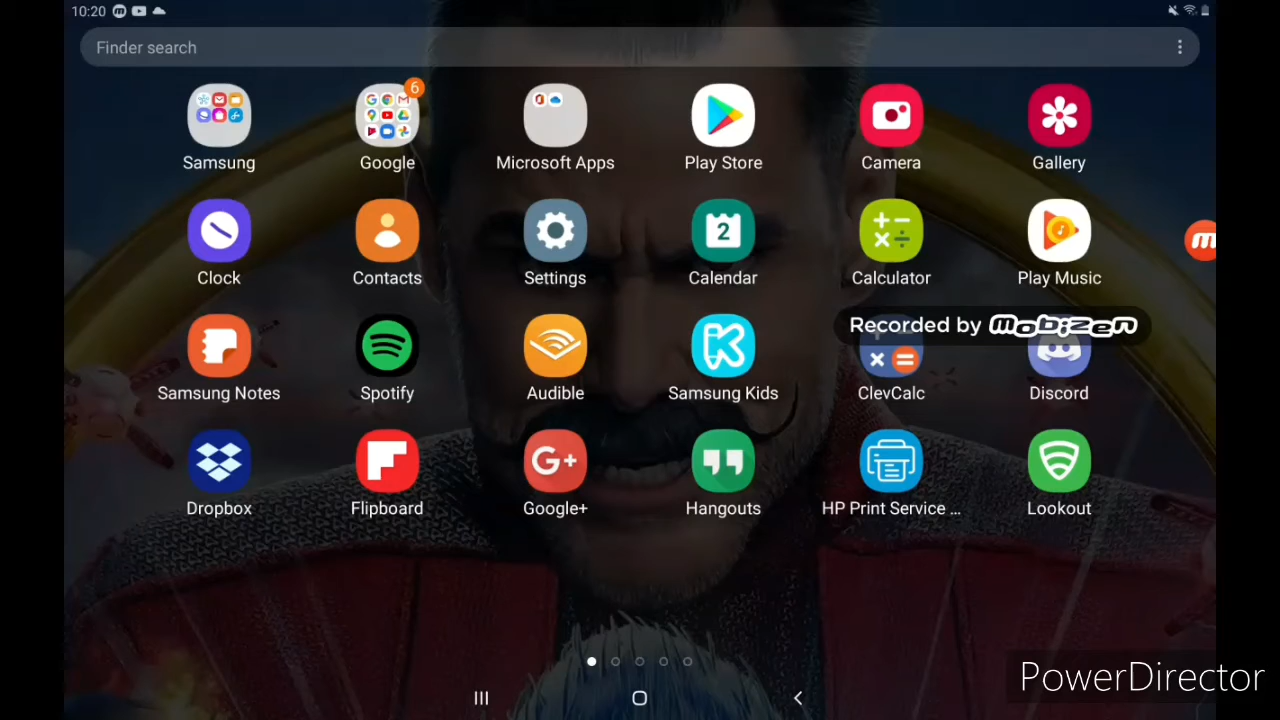 10:20
Finder search
6
Samsung
Google
Microsoft Apps
Play Store
Camera
Gallery
2
Clock
Contacts
Settings
Calendar
Calculator
Play Music
Recorded by mobizen
Samsung Notes
Spotify
Audible
Samsung Kids
ClevCalc
Discord
G+
Dropbox
Flipboard
Google+
Hangouts
HP Print Service ...
Lookout
PowerDirector